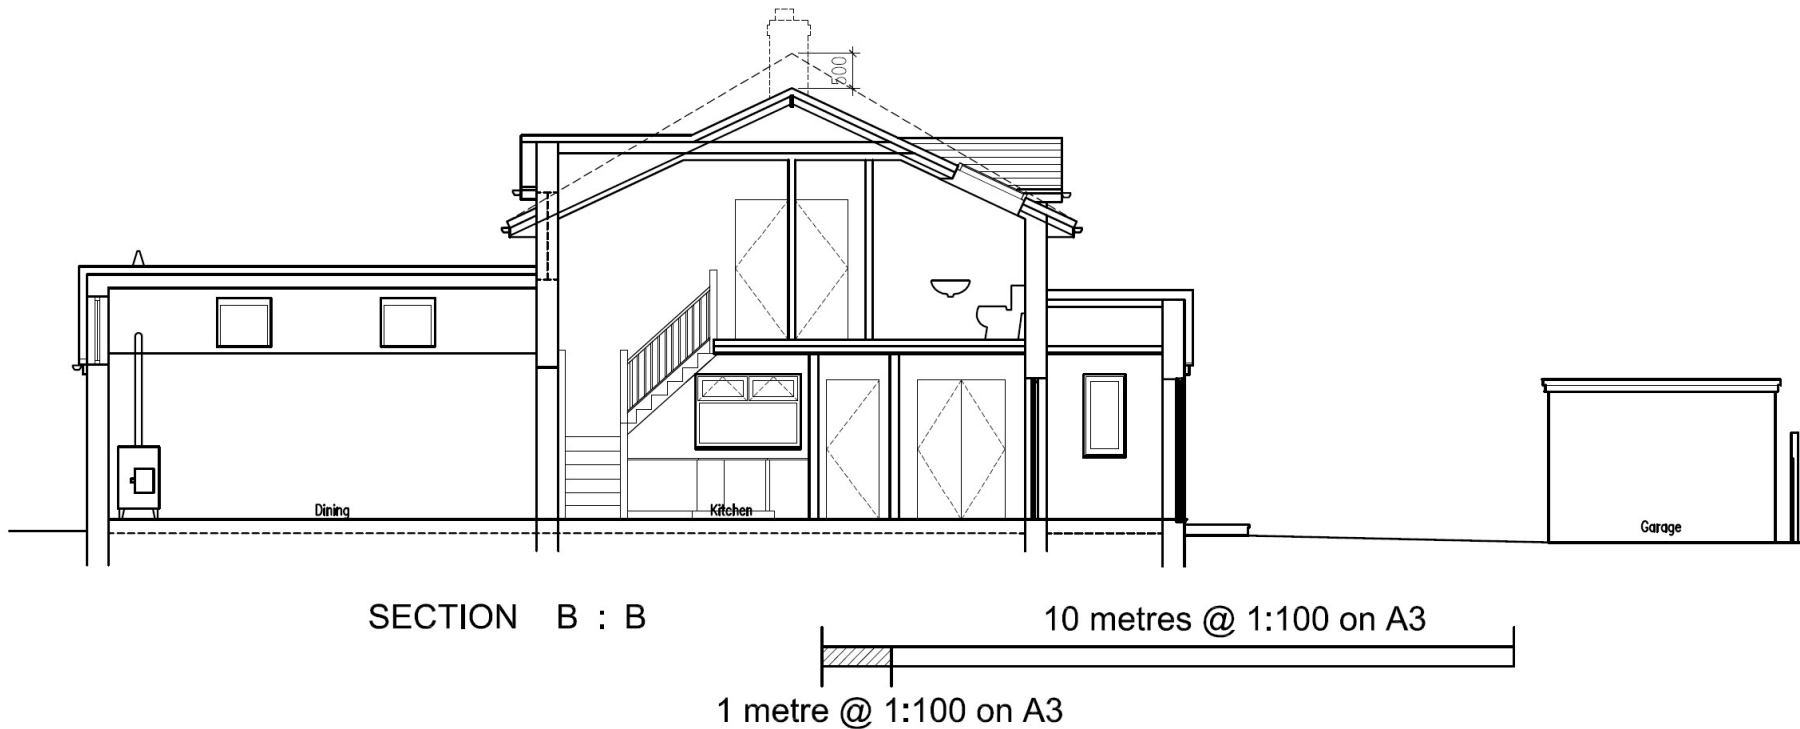 500
Dining
Kitchen
Garage
SECTION B : B
10 metres @ 1:100 on A3
1 metre @ 1:100 on A3